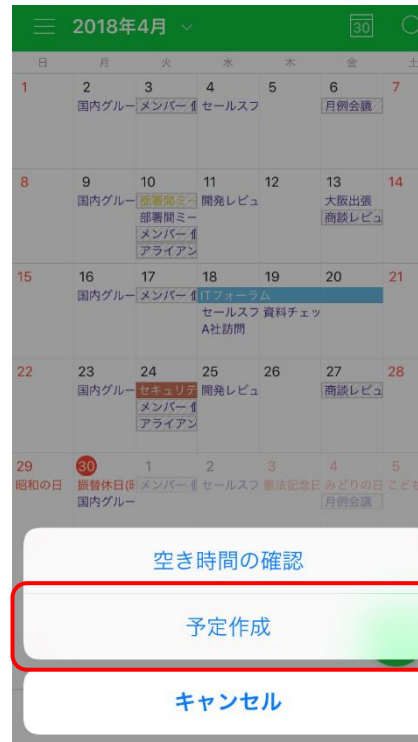 2018年4月
30
日 月 火 水 木 金 土
1 2 3 4 5 6 7
国内グルー メンバー セールスフ 月例会議
8 9 10 11 12 13 14
国内グルー 部署間ミー 開発レビュ 大阪出張
部署間ミー 商談レビュ
メンバー
アライアン
15 16 17 18 19 20 21
国内グルー メンバー ITフォーラム
セールスフ 資料チェッ
A社訪問
22 23 24 25 26 27 28
国内グルー セキュリテ 開発レビュ 商談レビュ
メンバー
アライアン
29 30 1 2 3 4 5
昭和の日 振替休日 メンバー セールスフ 憲法記念日 みどりの日 こども
国内グルー 月例会議
空き時間の確認
予定作成
キャンセル